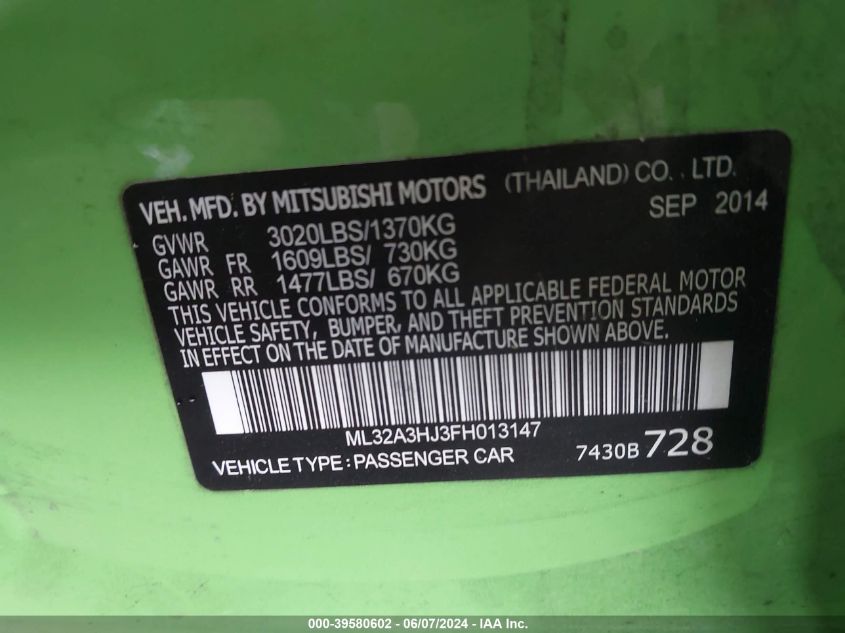 VEH. MFD. BY MITSUBISHI MOTORS (THAILAND) CO., LTD.
SEP 2014
GVWR 3020LBS/1370KG
GAWR FR 1609LBS/ 730KG
GAWR RR 1477LBS/ 670KG
THIS VEHICLE CONFORMS TO ALL APPLICABLE FEDERAL MOTOR
VEHICLE SAFETY, BUMPER, AND THEFT PREVENTION STANDARDS
IN EFFECT ON THE DATE OF MANUFACTURE SHOWN ABOVE.
ML32A3HJ3FH013147
VEHICLE TYPE : PASSENGER CAR 7430B 728
000-39580602 - 06/07/2024 - IAAI Copart, Inc.